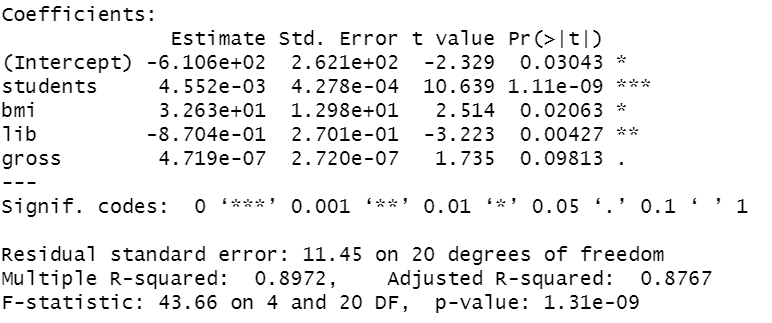 Coefficients:
Estimate Std. Error t value Pr(>|t|)
(Intercept) -6.106e+02 2.621e+02 -2.329 0.03043 *
students 4.552e-03 4.278e-04 10.639 1.11e-09 ***
bmi 3.263e+01 1.298e+01 2.514 0.02063 *
lib -8.704e-01 2.701e-01 -3.223 0.00427 **
gross 4.719e-07 2.720e-07 1.735 0.09813 .
---
Signif. codes: 0 ‘***’ 0.001 ‘**’ 0.01 ‘*’ 0.05 ‘.’ 0.1 ‘ ’ 1
Residual standard error: 11.45 on 20 degrees of freedom
Multiple R-squared: 0.8972, Adjusted R-squared: 0.8767
F-statistic: 43.66 on 4 and 20 DF, p-value: 1.31e-09